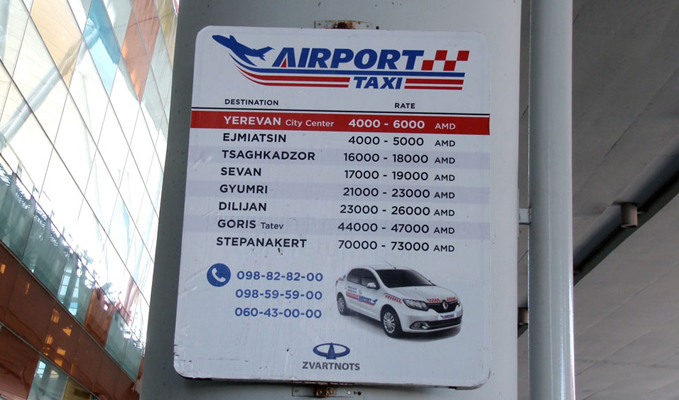 AIRPORT
TAXI
DESTINATION RATE
YEREVAN City Center 4000 - 6000 AMD
EJMIATSIN 4000 - 5000 AMD
TSAGHKADZOR 16000 - 18000 AMD
SEVAN 17000 - 19000 AMD
GYUMRI 21000 - 23000 AMD
DILIJAN 23000 - 26000 AMD
GORIS Tatev 44000 - 47000 AMD
STEPANAKERT 70000 - 73000 AMD
098-82-82-00
098-59-59-00
060-43-00-00
ZVARTNOTS